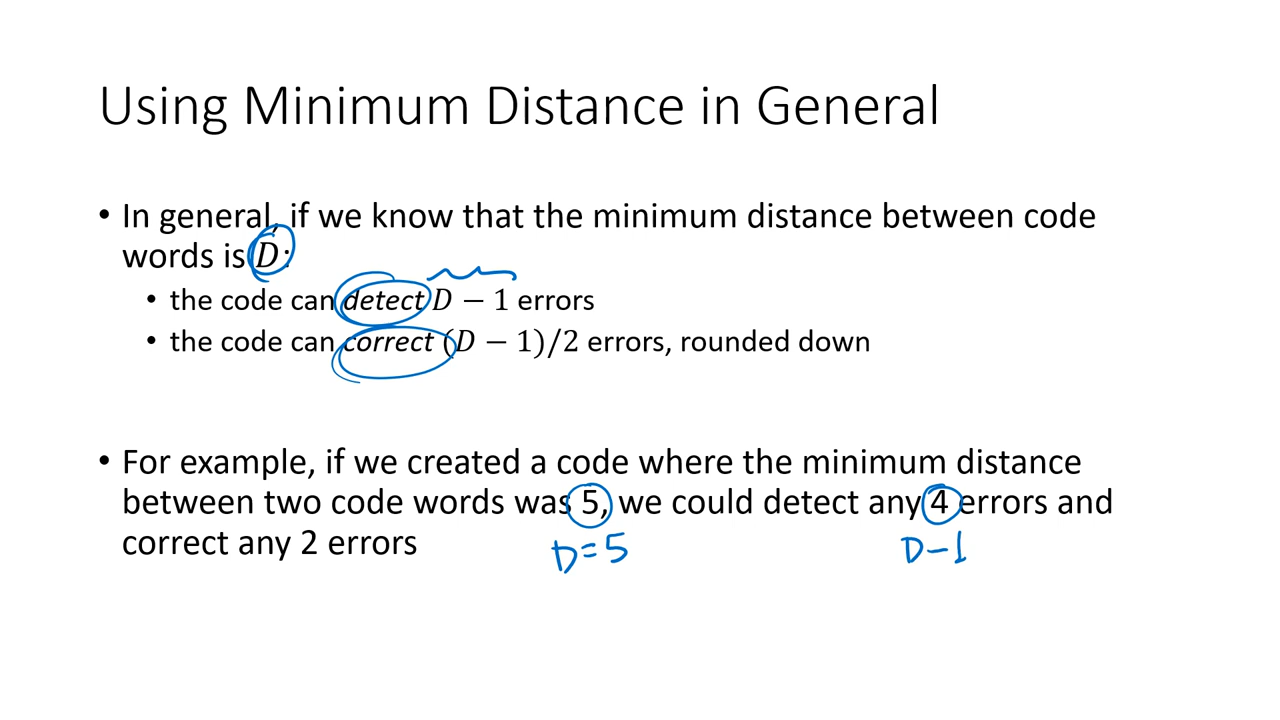 Using Minimum Distance in General
• In general, if we know that the minimum distance between code
words is D:
• the code can detect D − 1 errors
• the code can correct (D − 1)/2 errors, rounded down
• For example, if we created a code where the minimum distance
between two code words was 5, we could detect any 4 errors and
correct any 2 errors
D=5 D−1